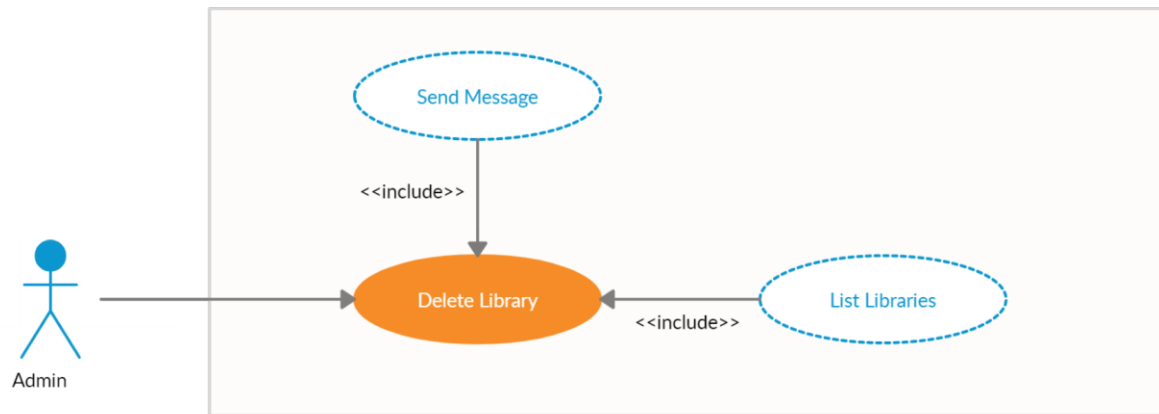 Send Message
<<include>>
Delete Library
List Libraries
<<include>>
Admin